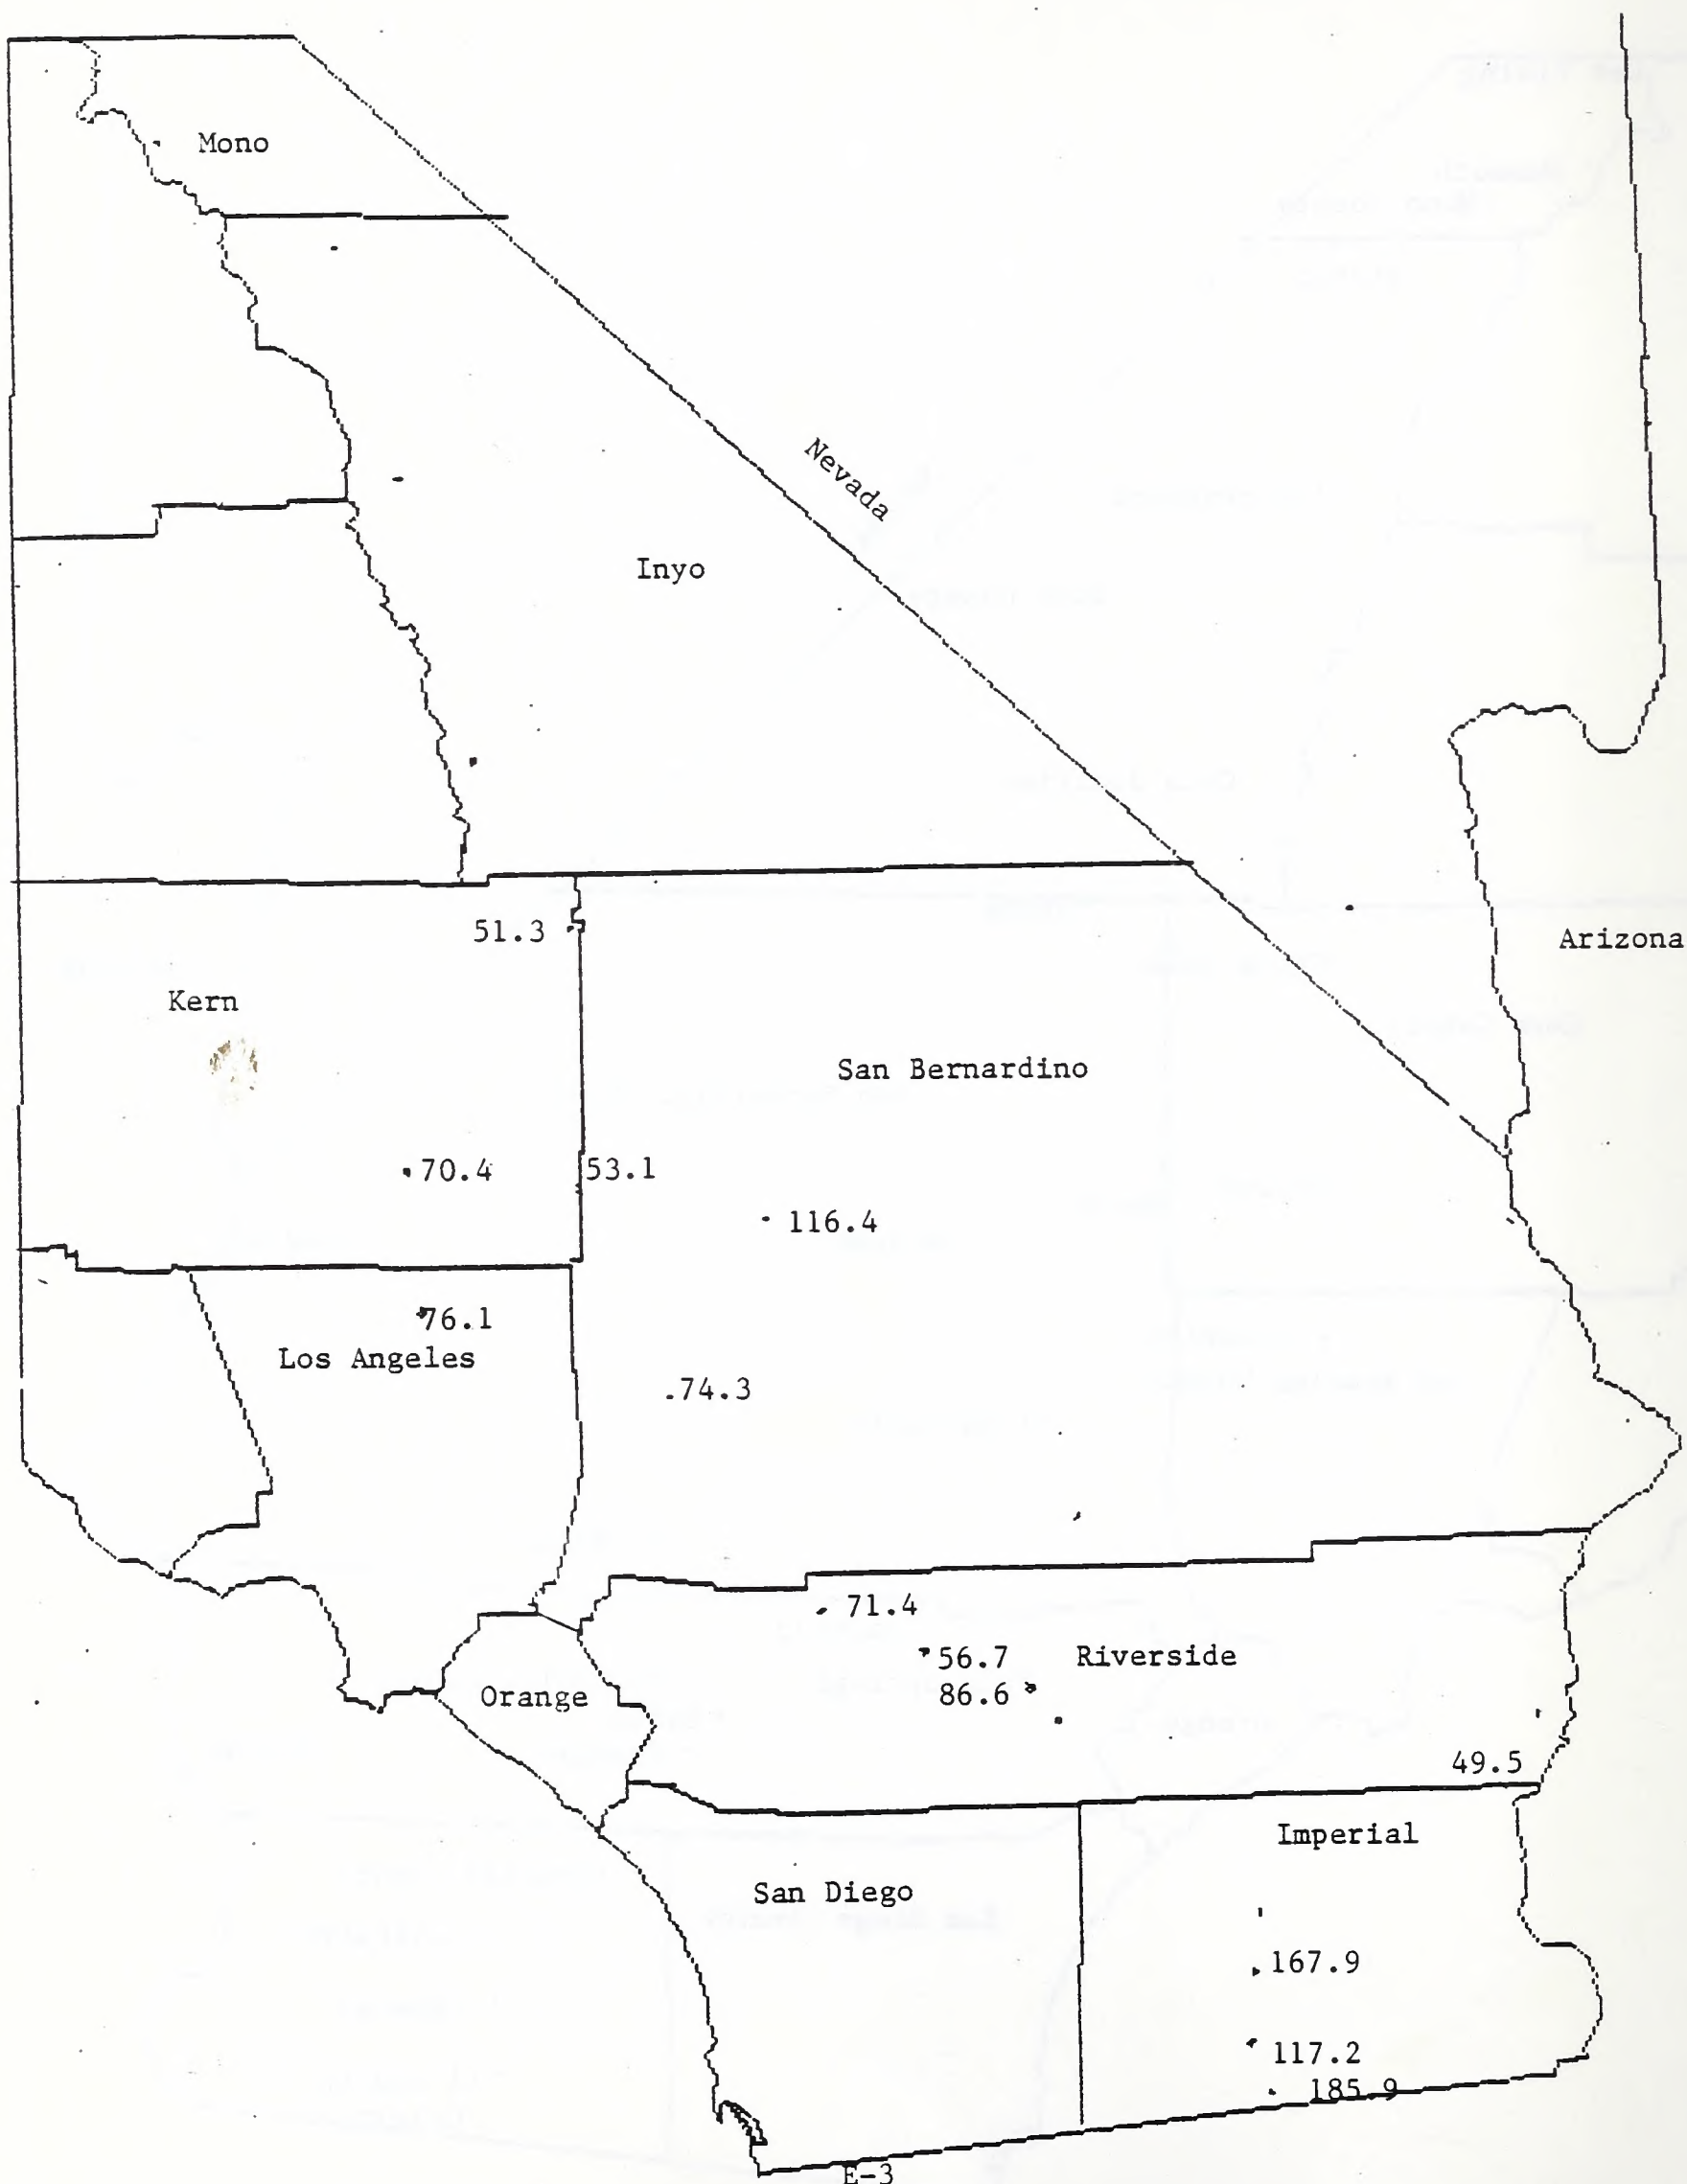 Mono
Nevada
Inyo
51.3
Arizona
Kern
San Bernardino
70.4
53.1
116.4
76.1
Los Angeles
74.3
71.4
56.7
Riverside
86.6
Orange
49.5
Imperial
San Diego
167.9
117.2
185.9
E-3